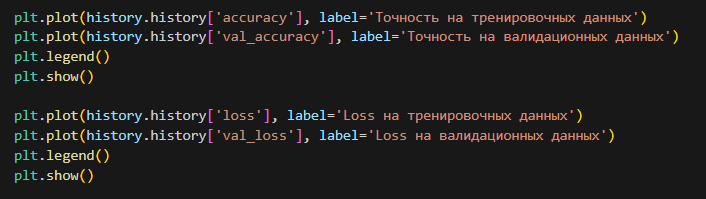 plt.plot(history.history['accuracy'], label='Точность на тренировочных данных')
plt.plot(history.history['val_accuracy'], label='Точность на валидационных данных')
plt.legend()
plt.show()

plt.plot(history.history['loss'], label='Loss на тренировочных данных')
plt.plot(history.history['val_loss'], label='Loss на валидационных данных')
plt.legend()
plt.show()